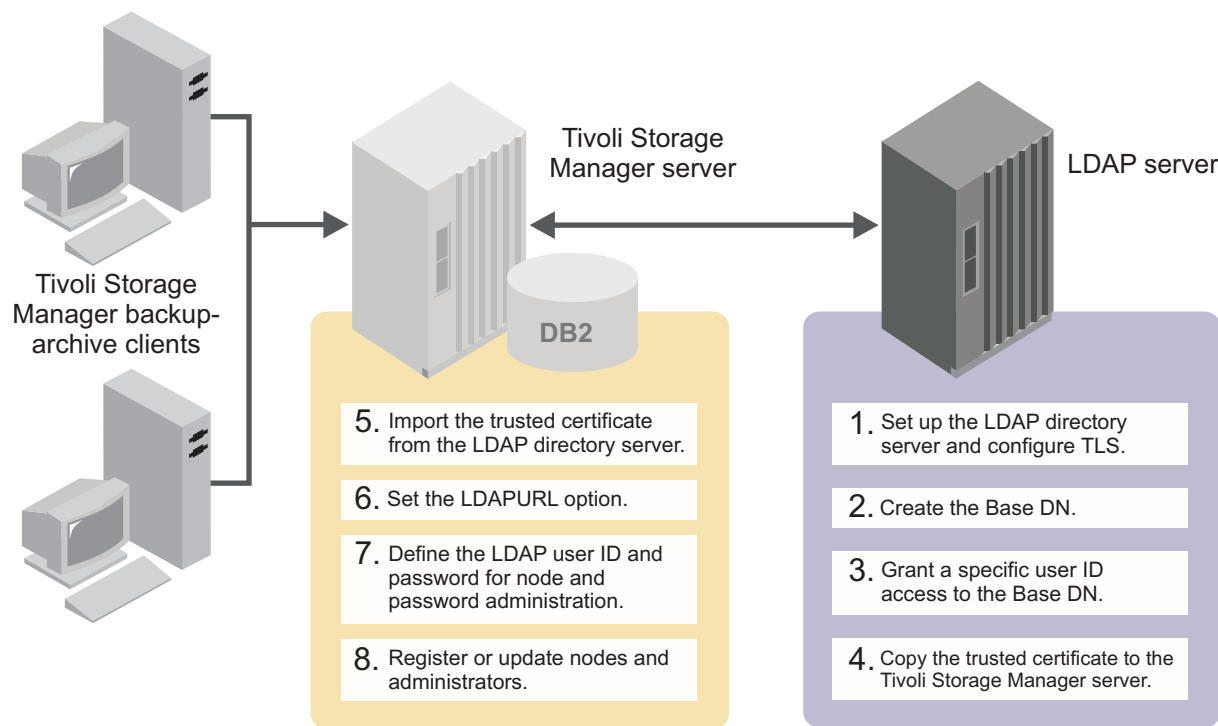 Tivoli Storage
Manager backup-
archive clients
Tivoli Storage
Manager server
DB2
LDAP server
5. Import the trusted certificate
from the LDAP directory server.
6. Set the LDAPURL option.
7. Define the LDAP user ID and
password for node and
password administration.
8. Register or update nodes and
administrators.
1. Set up the LDAP directory
server and configure TLS.
2. Create the Base DN.
3. Grant a specific user ID
access to the Base DN.
4. Copy the trusted certificate to the
Tivoli Storage Manager server.